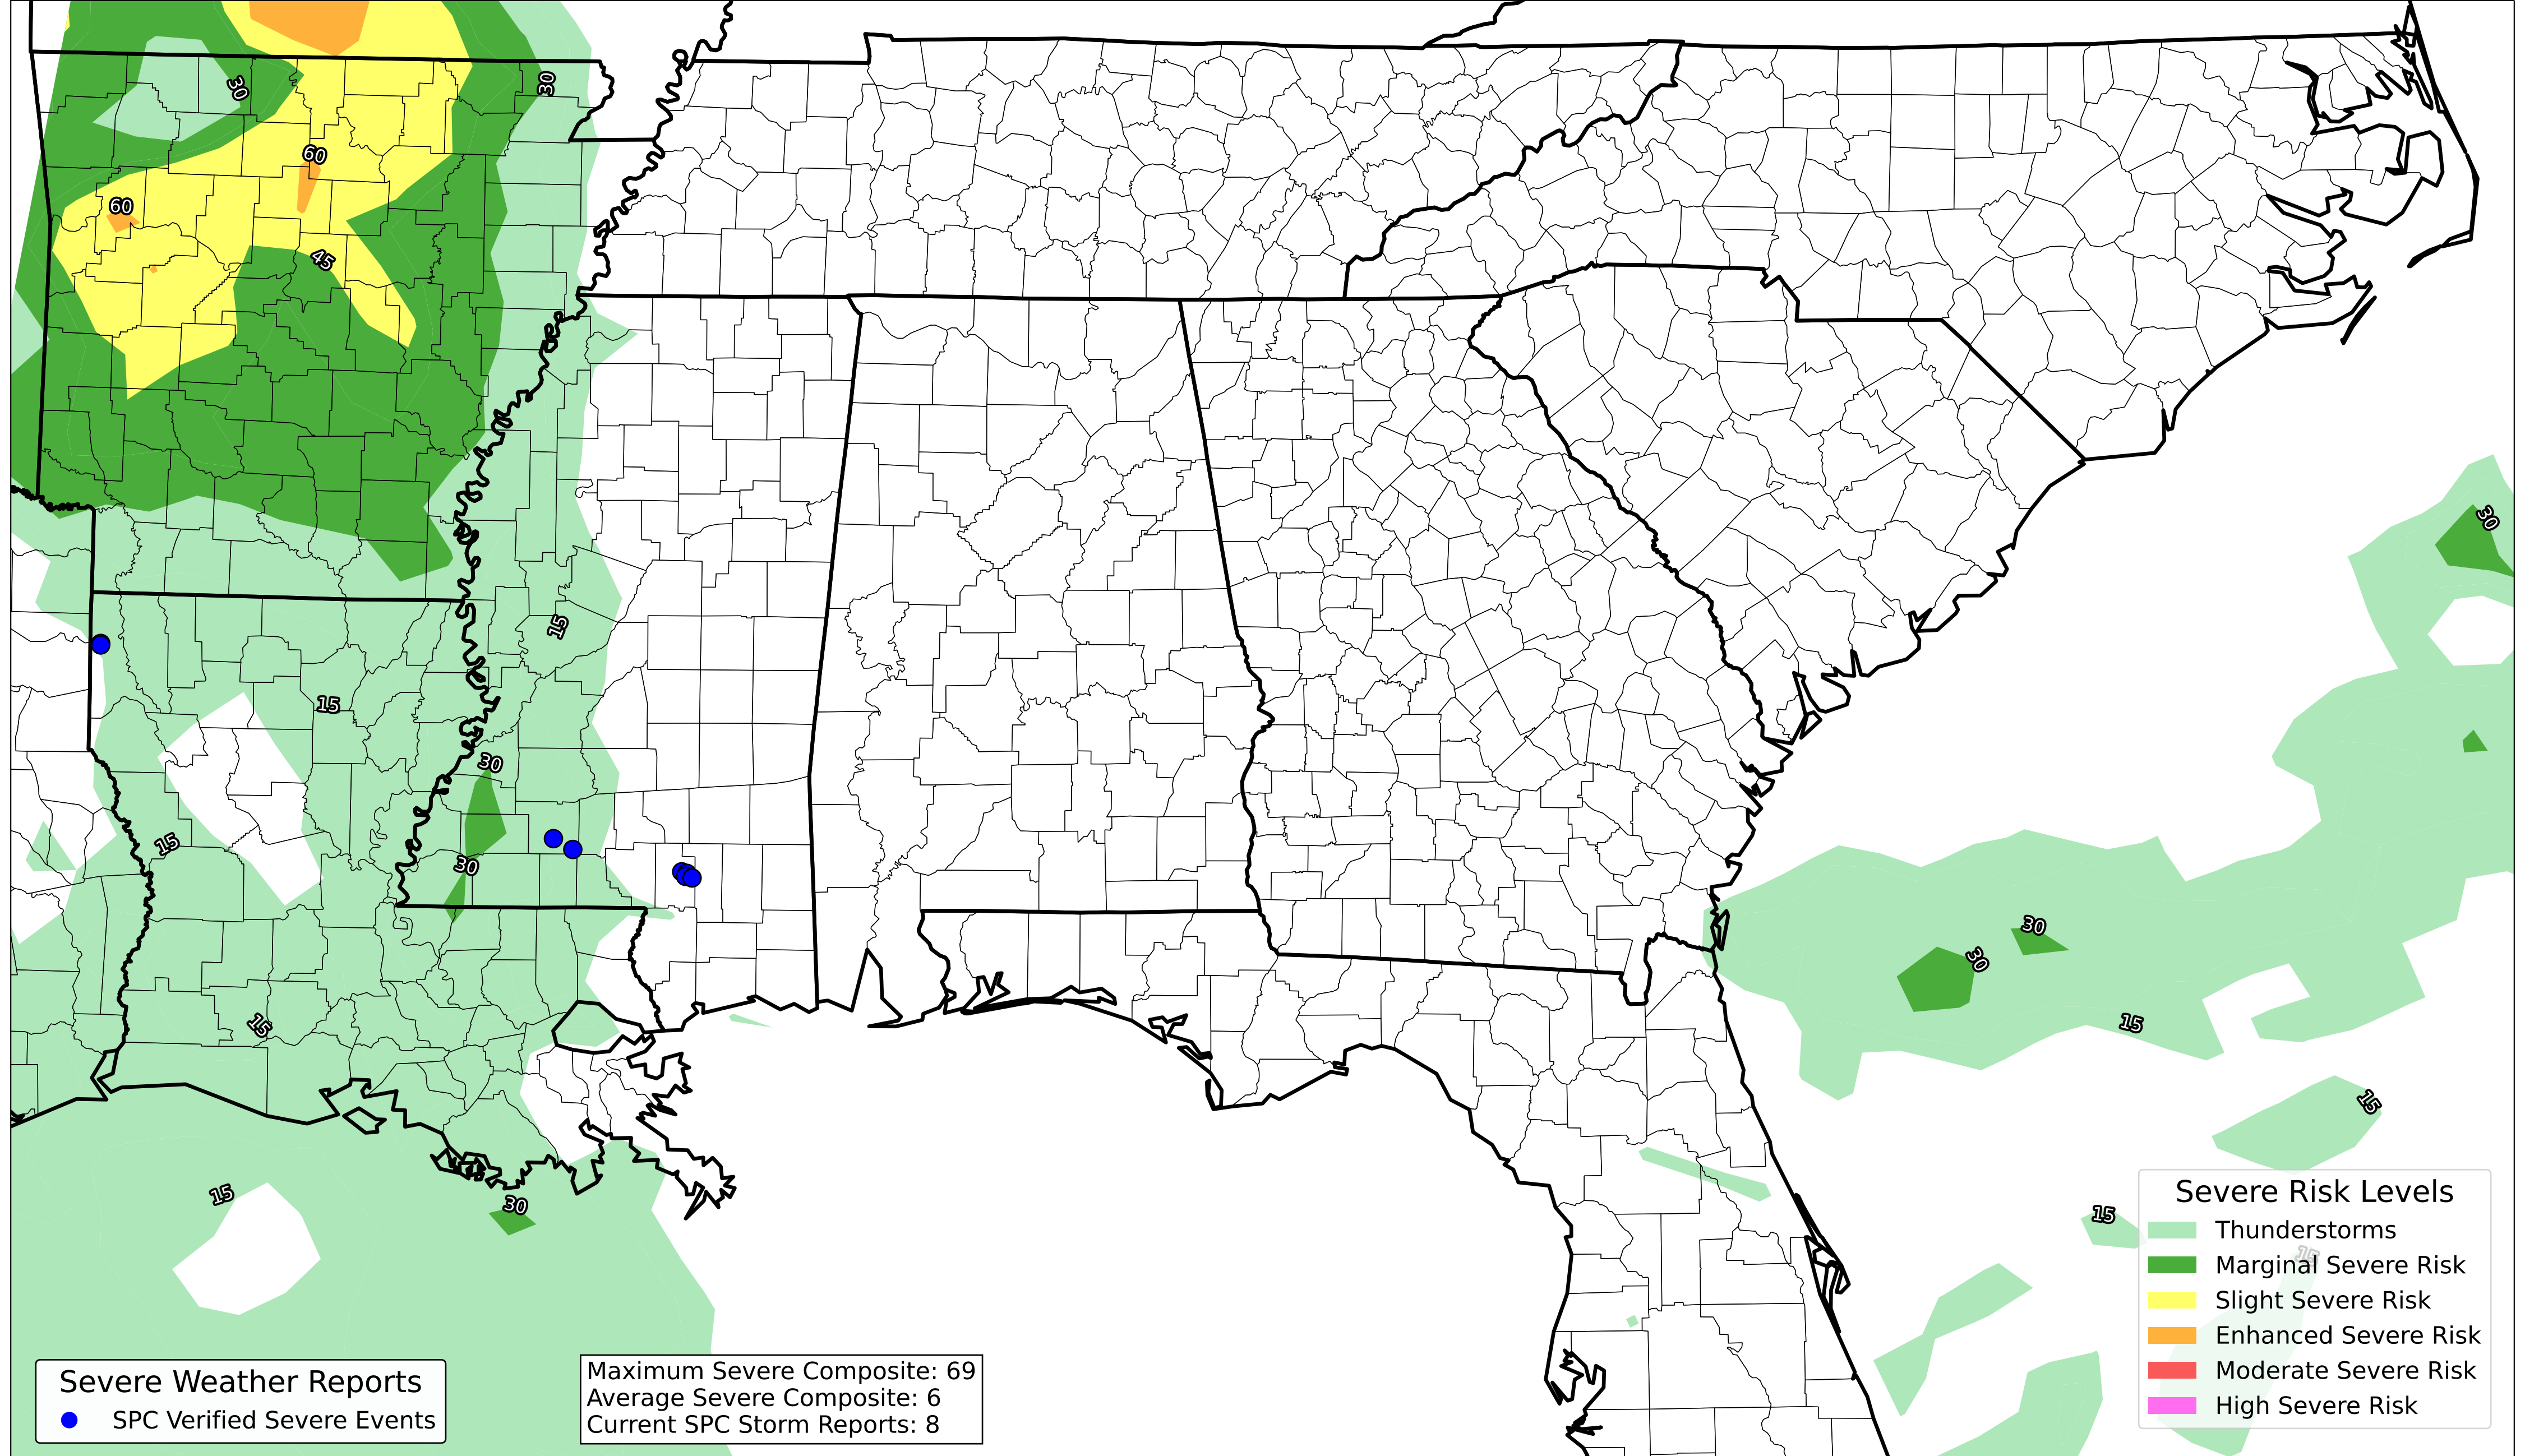 30
30
60
60
45
30
15
15
30
15
30
30
30
15
15
15
15
30
15
15
Severe Risk Levels
Thunderstorms
Marginal Severe Risk
Slight Severe Risk
Enhanced Severe Risk
Moderate Severe Risk
High Severe Risk
Severe Weather Reports
SPC Verified Severe Events
Maximum Severe Composite: 69
Average Severe Composite: 6
Current SPC Storm Reports: 8